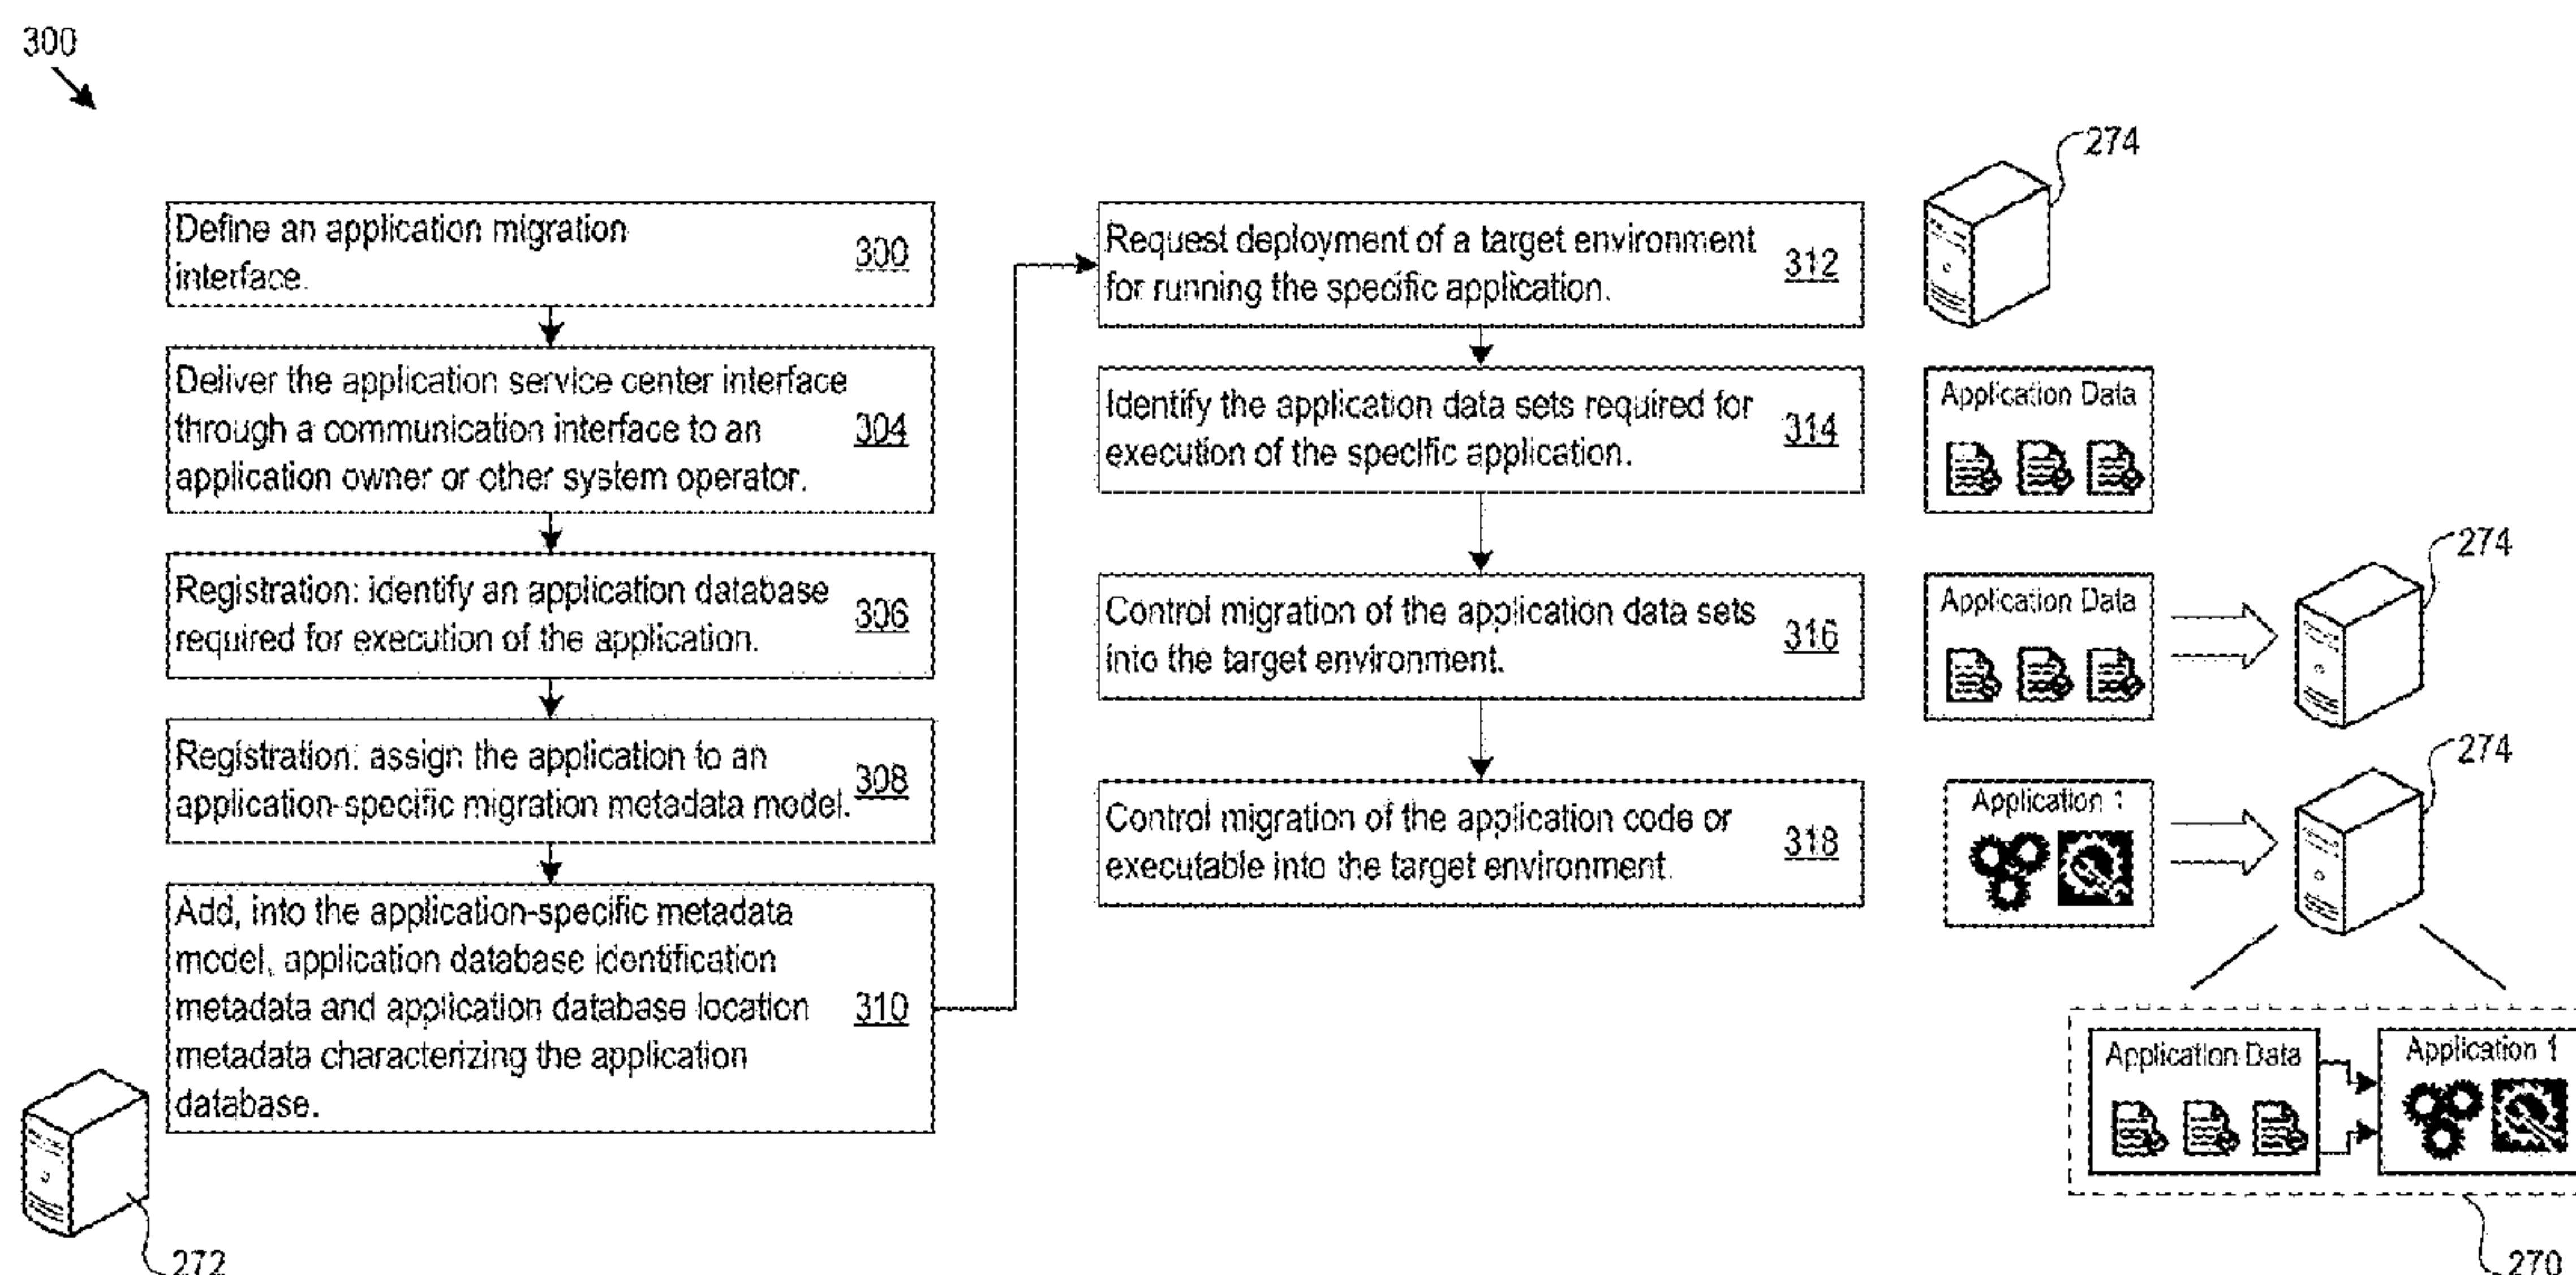 300
Define an application migration
interface.
300
Deliver the application service center interface
through a communication interface to an
application owner or other system operator.
304
Registration: identify an application database
required for execution of the application.
306
Registration: assign the application to an
application-specific migration metadata model.
308
Add, into the application-specific metadata
model, application database identification
metadata and application database location
metadata characterizing the application
database.
310
272
Request deployment of a target environment
for running the specific application.
312
274
Identify the application data sets required for
execution of the specific application.
314
Application Data
Control migration of the application data sets
into the target environment.
316
Application Data
274
Control migration of the application code or
executable into the target environment.
318
Application 1
274
Application Data
Application 1
270